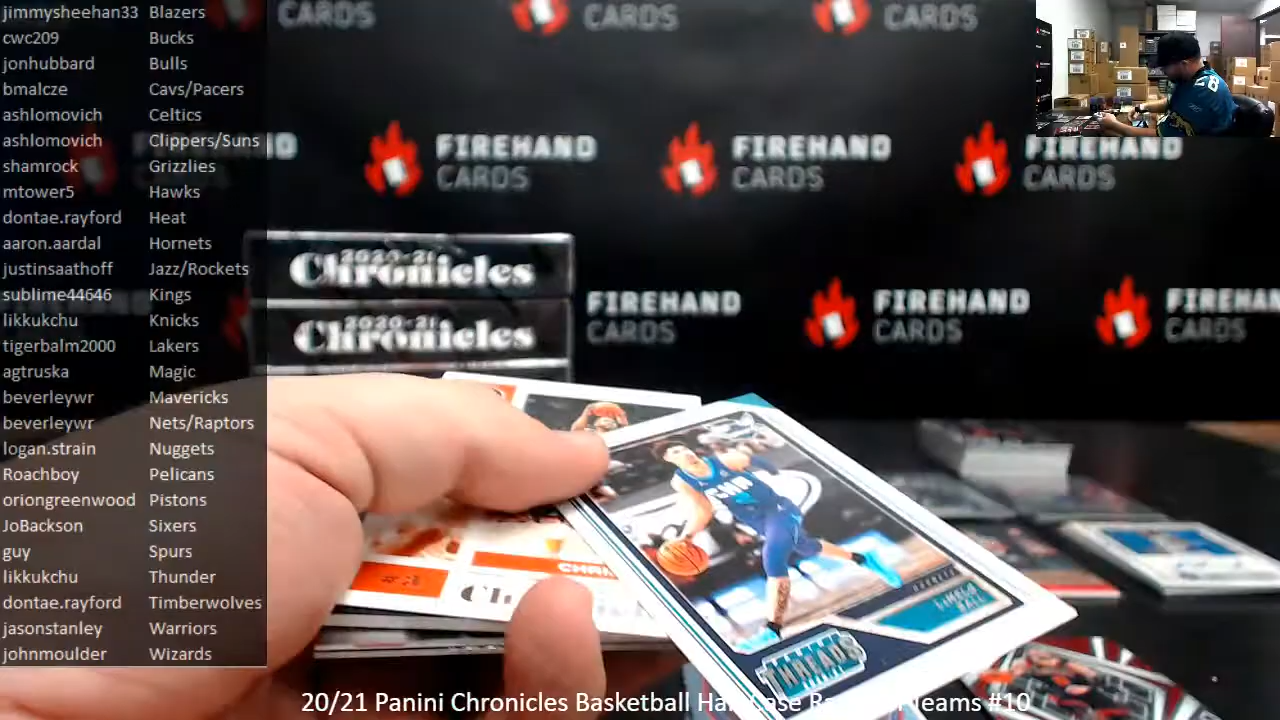 jimmysheehan33 Blazers
cwc209 Bucks
jonhubbard Bulls
bmalcze Cavs/Pacers
ashlomovich Celtics
ashlomovich Clippers/Suns
shamrock Grizzlies
mtower5 Hawks
dontae.rayford Heat
aaron.aardal Hornets
justinsaathoff Jazz/Rockets
sublime44646 Kings
likkukchu Knicks
tigerbalm2000 Lakers
agtruska Magic
beverleywr Mavericks
beverleywr Nets/Raptors
logan.strain Nuggets
Roachboy Pelicans
oriongreenwood Pistons
JoBackson Sixers
guy Spurs
likkukchu Thunder
dontae.rayford Timberwolves
jasonstanley Warriors
johnmoulder Wizards
CARDS
CARDS
CARDS
FIREHAND
CARDS
FIREHAND
CARDS
FIREHAND
CARDS
2020-21
Chronicles
2020-21
Chronicles
FIREHAND
CARDS
FIREHAND
CARDS
FIREHAN
CARDS
CHA
HORNETS
LaMELO
BALL
THREADS
20/21 Panini Chronicles Basketball Teams #10